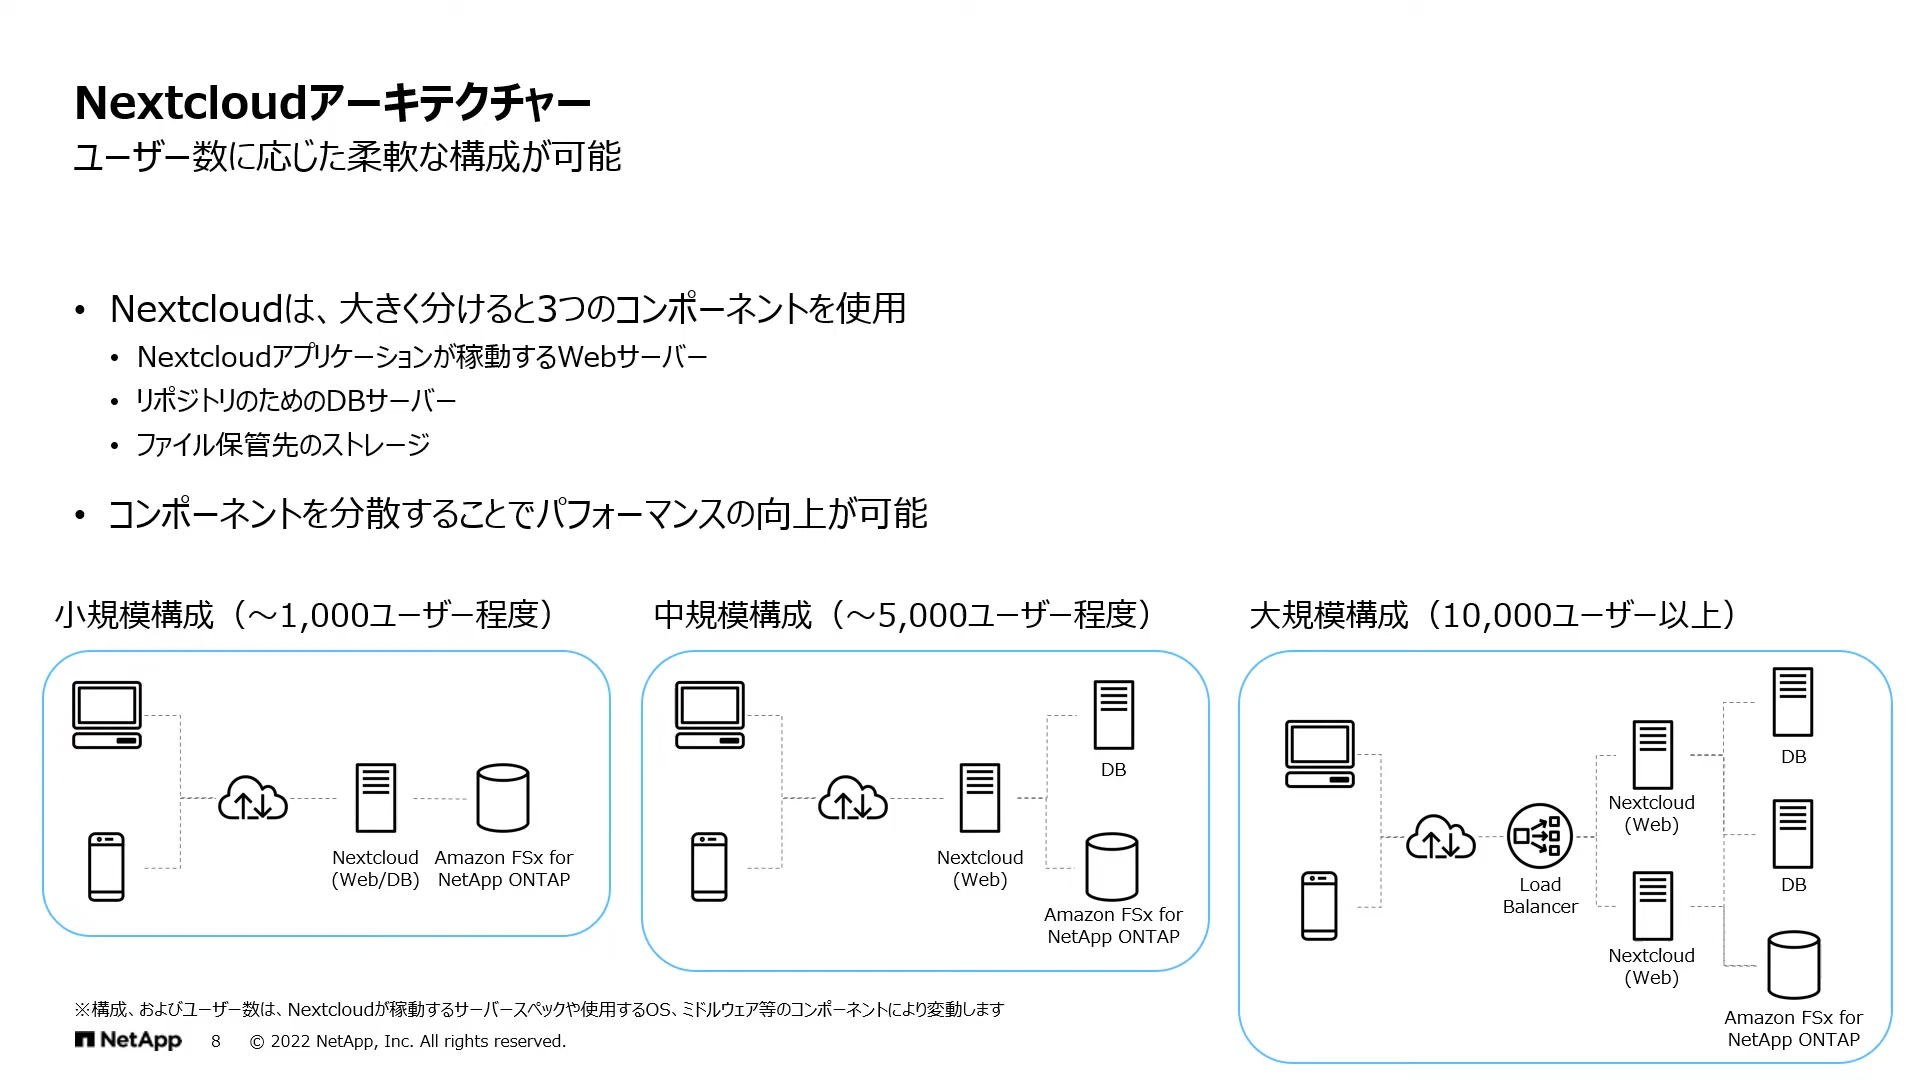 Nextcloudアーキテクチャー
ユーザー数に応じた柔軟な構成が可能
• Nextcloudは、大きく分けると3つのコンポーネントを使用
• Nextcloudアプリケーションが稼動するWebサーバー
• リポジトリのためのDBサーバー
• ファイル保管先のストレージ
• コンポーネントを分散することでパフォーマンスの向上が可能
小規模構成（～1,000ユーザー程度）
Nextcloud
(Web/DB)
Amazon FSx for
NetApp ONTAP
中規模構成（～5,000ユーザー程度）
DB
Nextcloud
(Web)
Amazon FSx for
NetApp ONTAP
大規模構成（10,000ユーザー以上）
DB
Nextcloud
(Web)
DB
Load
Balancer
Nextcloud
(Web)
Amazon FSx for
NetApp ONTAP
※構成、およびユーザー数は、Nextcloudが稼動するサーバースペックや使用するOS、ミドルウェア等のコンポーネントにより変動します
NetApp 8 © 2022 NetApp, Inc. All rights reserved.